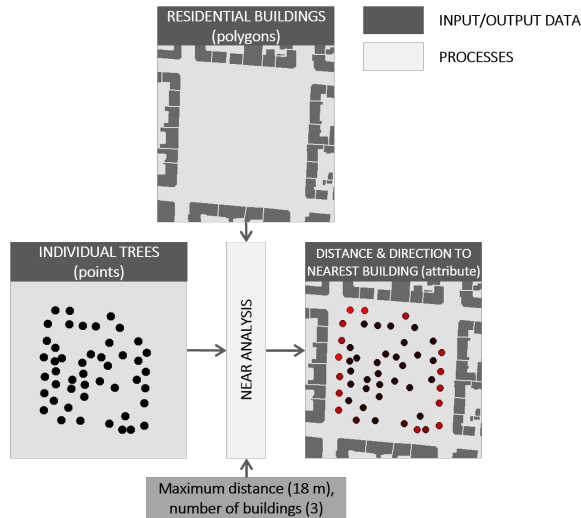 RESIDENTIAL BUILDINGS
(polygons)
INPUT/OUTPUT DATA
PROCESSES
INDIVIDUAL TREES
(points)
NEAR ANALYSIS
DISTANCE & DIRECTION TO
NEAREST BUILDING (attribute)
Maximum distance (18 m),
number of buildings (3)